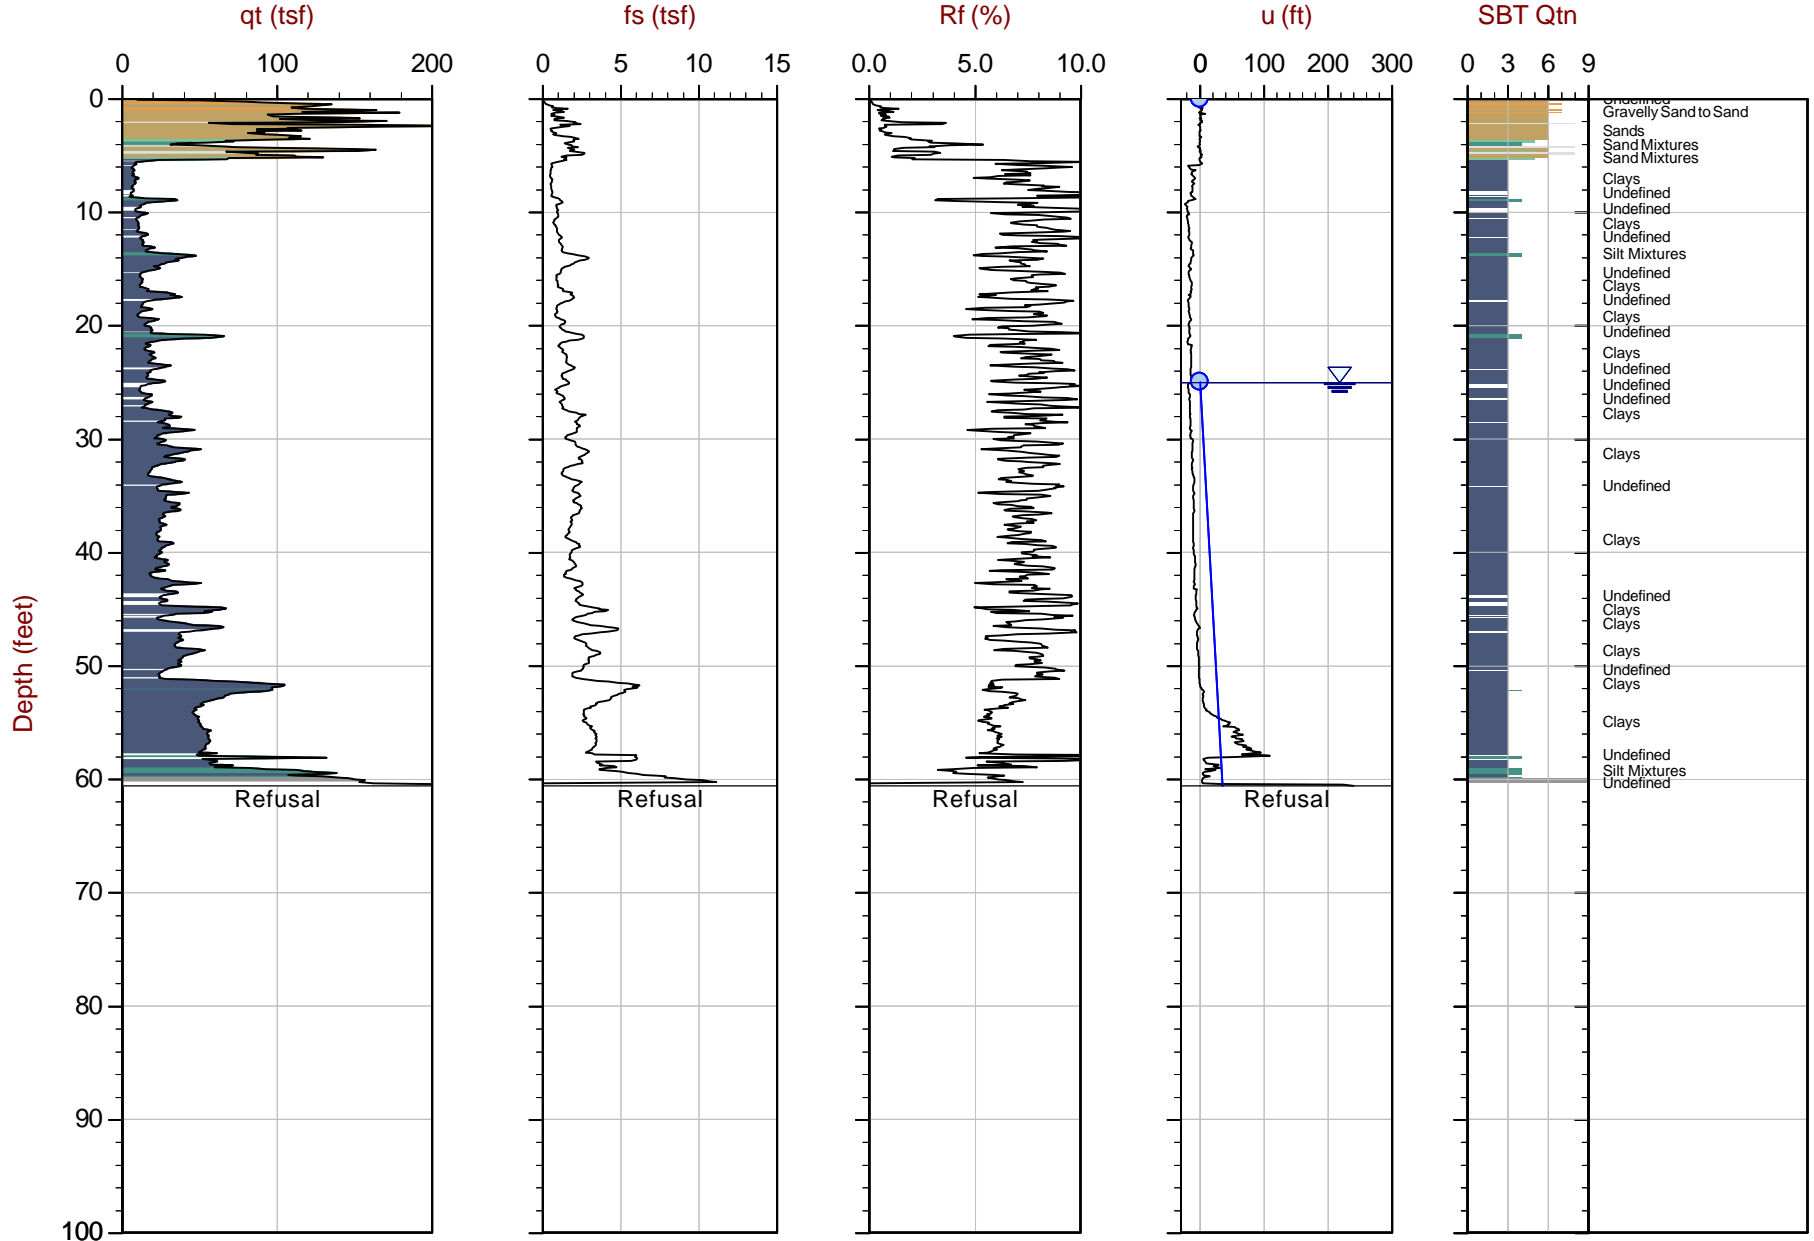 qt (tsf) fs (tsf) Rf (%) u (ft) SBT Qtn
0 100 200 0 5 10 15 0.0 5.0 10.0 0 100 200 300 0 3 6 9
0
Undefined
Gravelly Sand to Sand
Sands
Sand Mixtures
Sand Mixtures
Clays
Undefined
10
Undefined
Clays
Undefined
Silt Mixtures
Undefined
Clays
Undefined
Clays
20
Undefined
Clays
Undefined
Undefined
Undefined
Clays
30
Clays
Undefined
Clays
40
Undefined
Clays
Clays
Clays
50
Undefined
Clays
Depth (feet)
Clays
Undefined
Silt Mixtures
60
Undefined
Refusal Refusal Refusal Refusal
70
80
90
100